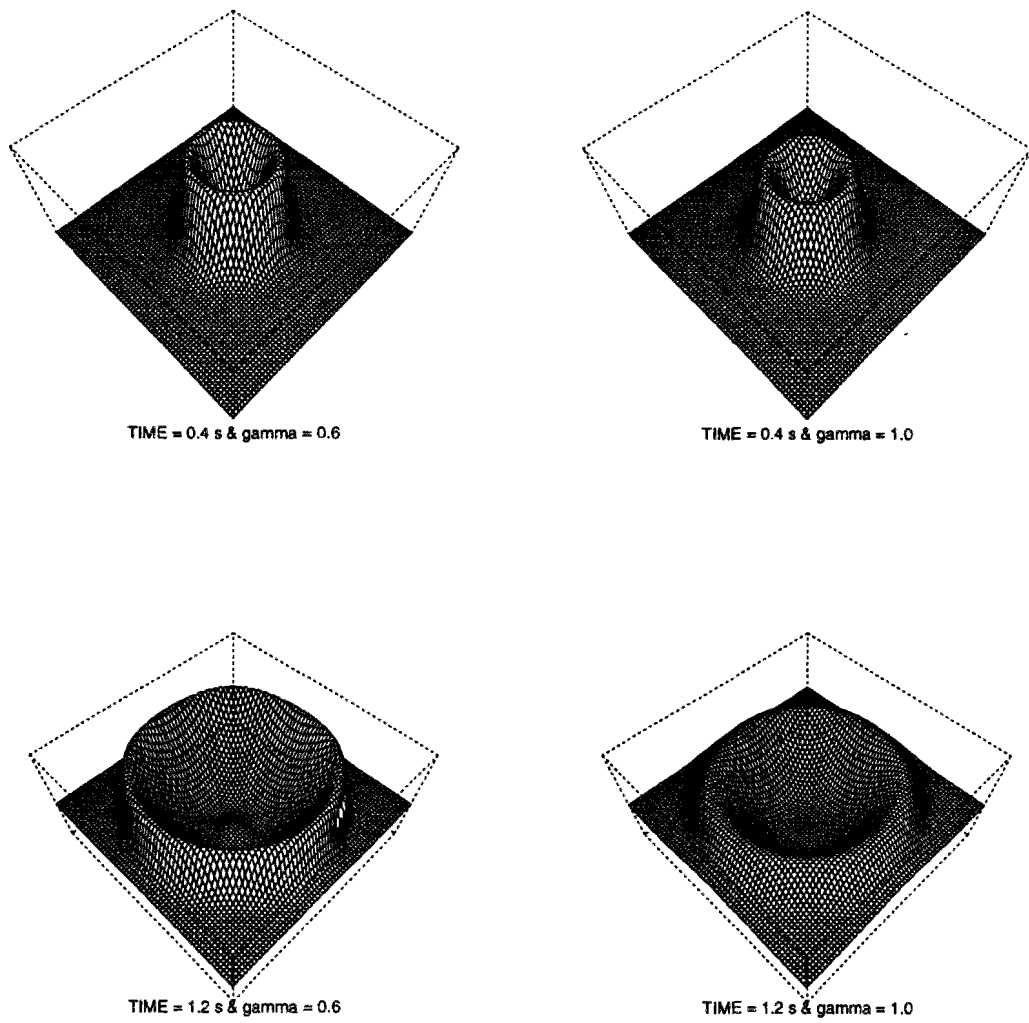 TIME = 0.4 s & gamma = 0.6
TIME = 0.4 s & gamma = 1.0
TIME = 1.2 s & gamma = 0.6
TIME = 1.2 s & gamma = 1.0